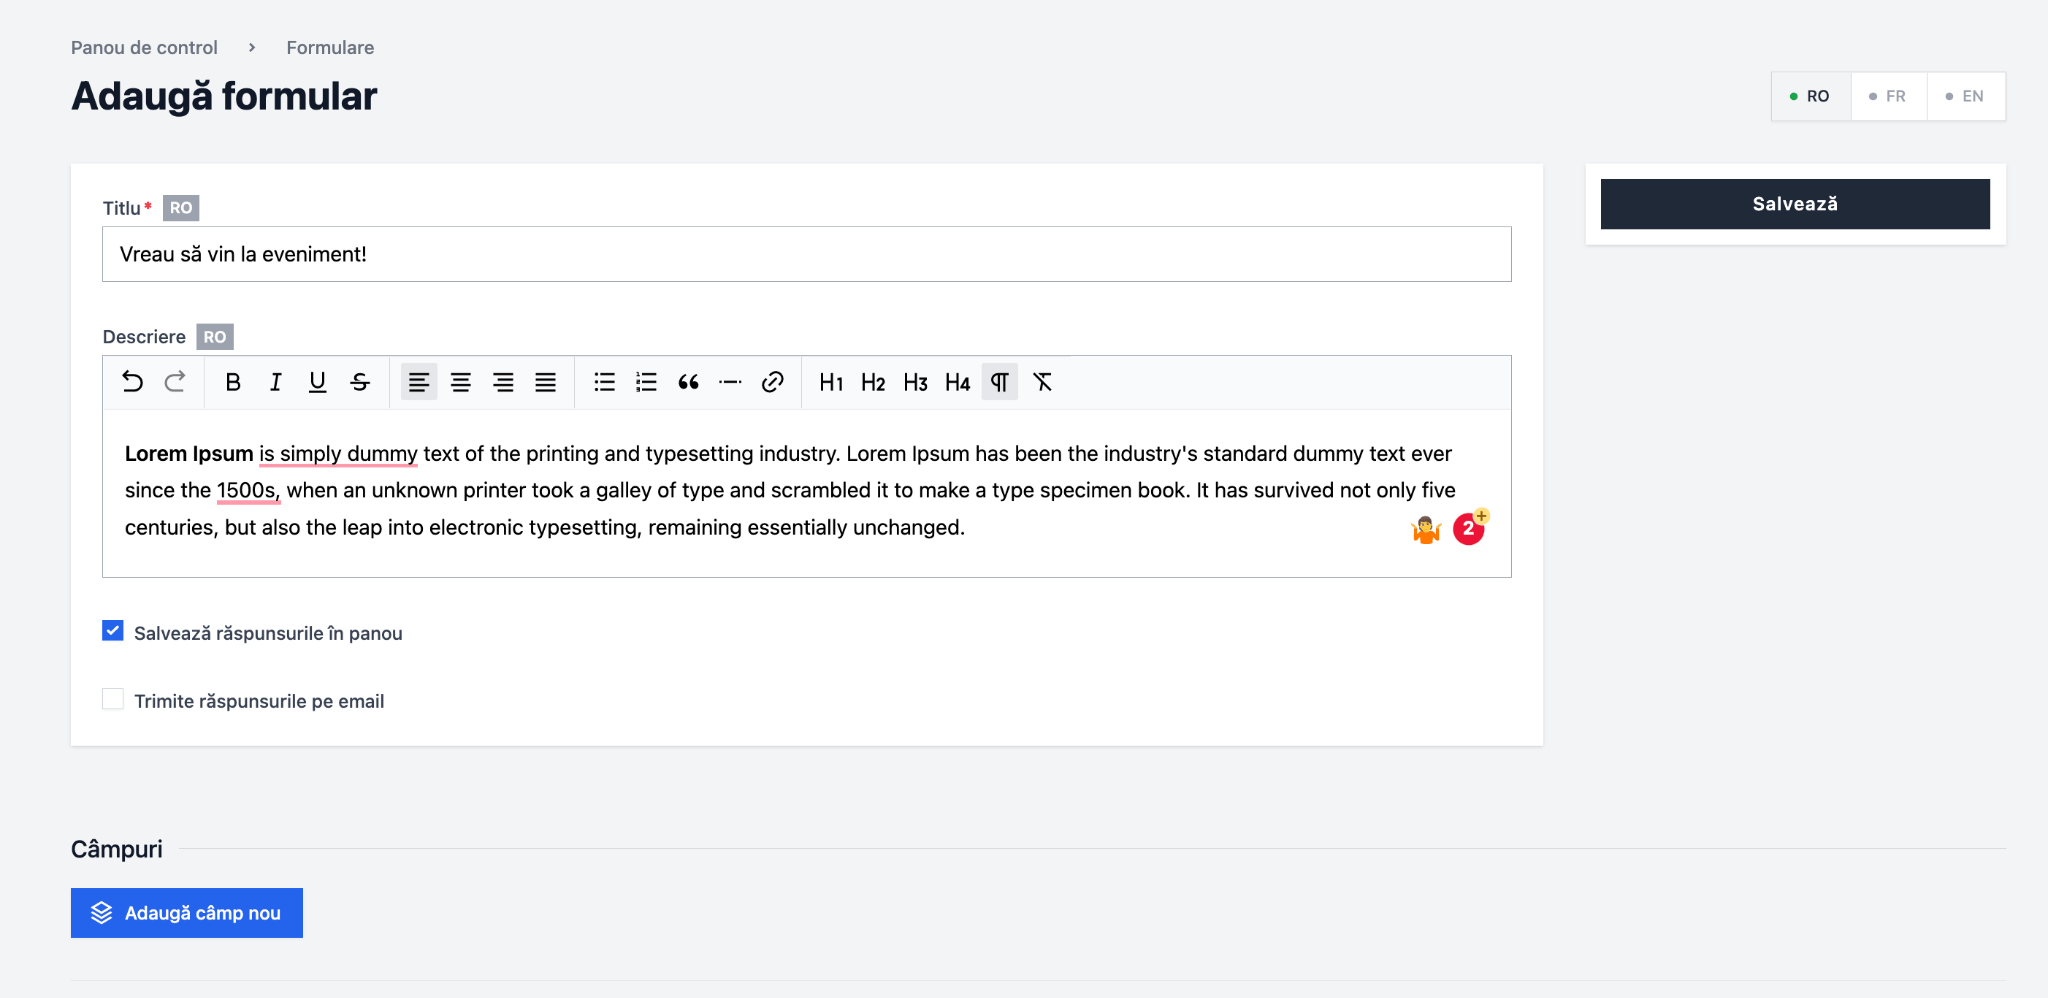 Panou de control > Formulare
Adaugă formular
RO FR EN
Titlu* RO
Vreau să vin la eveniment!
Salvează
Descriere RO
B I U S H1 H2 H3 H4
Lorem Ipsum is simply dummy text of the printing and typesetting industry. Lorem Ipsum has been the industry's standard dummy text ever
since the 1500s, when an unknown printer took a galley of type and scrambled it to make a type specimen book. It has survived not only five
centuries, but also the leap into electronic typesetting, remaining essentially unchanged.
2+
Salvează răspunsurile în panou
Trimite răspunsurile pe email
Câmpuri
Adaugă câmp nou